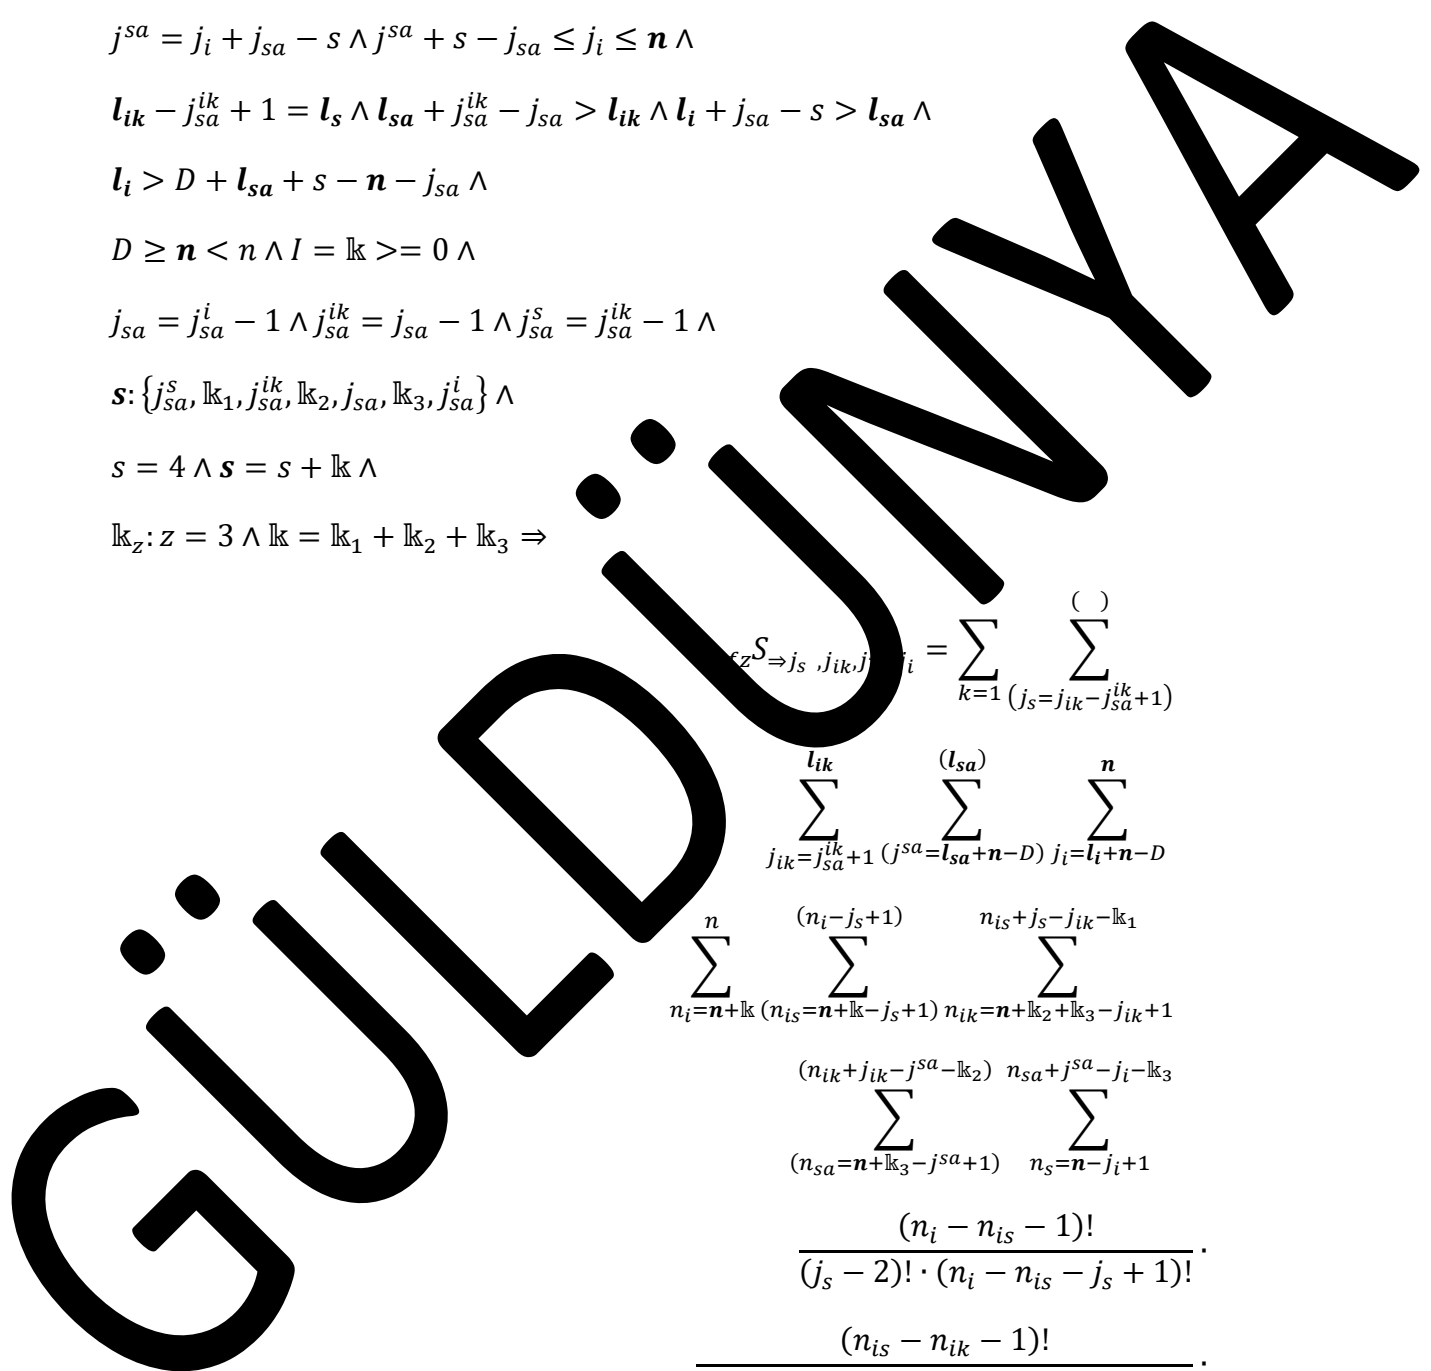 j^{sa} = j_i + j_{sa} − s ∧ j^{sa} + s − j_{sa} ≤ j_i ≤ 𝒏 ∧
𝒍_{𝒊𝒌} − j_{sa}^{ik} + 1 = 𝒍_𝒔 ∧ 𝒍_{𝒔𝒂} + j_{sa}^{ik} − j_{sa} > 𝒍_{𝒊𝒌} ∧ 𝒍_𝒊 + j_{sa} − s > 𝒍_{𝒔𝒂} ∧
𝒍_𝒊 > D + 𝒍_{𝒔𝒂} + s − 𝒏 − j_{sa} ∧
D ≥ 𝒏 < n ∧ I = 𝕜 >= 0 ∧
j_{sa} = j_{sa}^{i} − 1 ∧ j_{sa}^{ik} = j_{sa} − 1 ∧ j_{sa}^{s} = j_{sa}^{ik} − 1 ∧
𝒔: {j_{sa}^{s}, 𝕜_1, j_{sa}^{ik}, 𝕜_2, j_{sa}, 𝕜_3, j_{sa}^{i}} ∧
s = 4 ∧ 𝒔 = s + 𝕜 ∧
𝕜_z: z = 3 ∧ 𝕜 = 𝕜_1 + 𝕜_2 + 𝕜_3 ⇒
S_{⇒j_s ,j_{ik},j i} = ∑_{k=1} ∑_{(j_s=j_{ik}−j_{sa}^{ik}+1)}^{( )}
∑_{j_{ik}=j_{sa}^{ik}+1}^{𝒍_{𝒊𝒌}} ∑_{(j^{sa}=𝒍_{𝒔𝒂}+𝒏−D)}^{(𝒍_{𝒔𝒂})} ∑_{j_i=𝒍_𝒊+𝒏−D}^{𝒏}
∑_{n_i=𝒏+𝕜}^{n} ∑_{(n_{is}=𝒏+𝕜−j_s+1)}^{(n_i−j_s+1)} ∑_{n_{ik}=𝒏+𝕜_2+𝕜_3−j_{ik}+1}^{n_{is}+j_s−j_{ik}−𝕜_1}
∑_{(n_{sa}=𝒏+𝕜_3−j^{sa}+1)}^{(n_{ik}+j_{ik}−j^{sa}−𝕜_2)} ∑_{n_s=𝒏−j_i+1}^{n_{sa}+j^{sa}−j_i−𝕜_3}
(n_i − n_{is} − 1)!
(j_s − 2)! · (n_i − n_{is} − j_s + 1)! ·
(n_{is} − n_{ik} − 1)! ·
GÜLDÜNYA